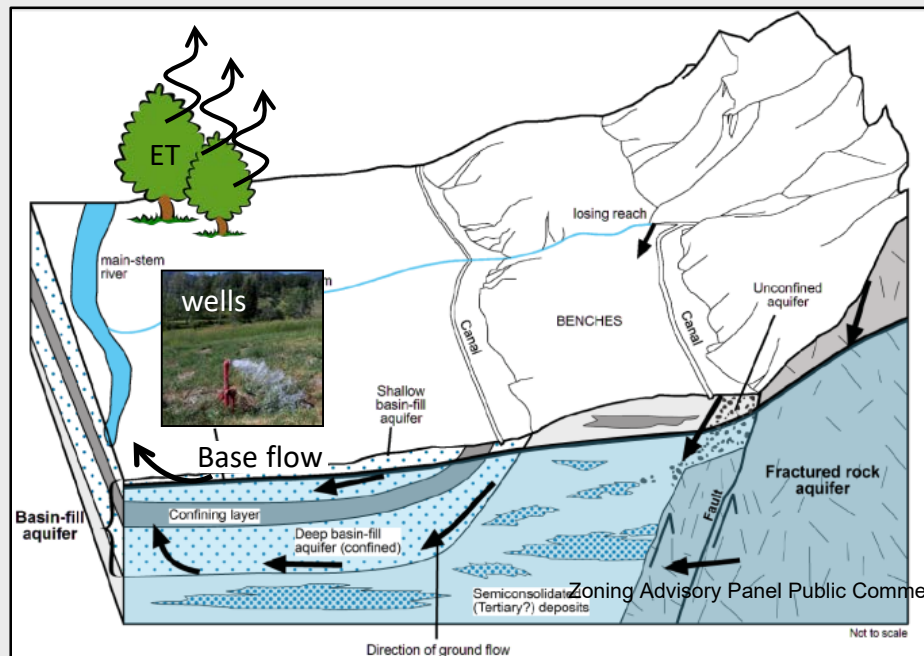 ET
losing reach
main-stem
river
wells
Unconfined
aquifer
BENCHES
Canal
Canal
Shallow
basin-fill
aquifer
Base flow
Fractured rock
aquifer
Basin-fill
aquifer
Confining layer
Fault
Deep basin-fill
aquifer (confined)
Semiconsolidated
(Tertiary?) deposits
Zoning Advisory Panel Public Comme
Not to scale
Direction of ground flow